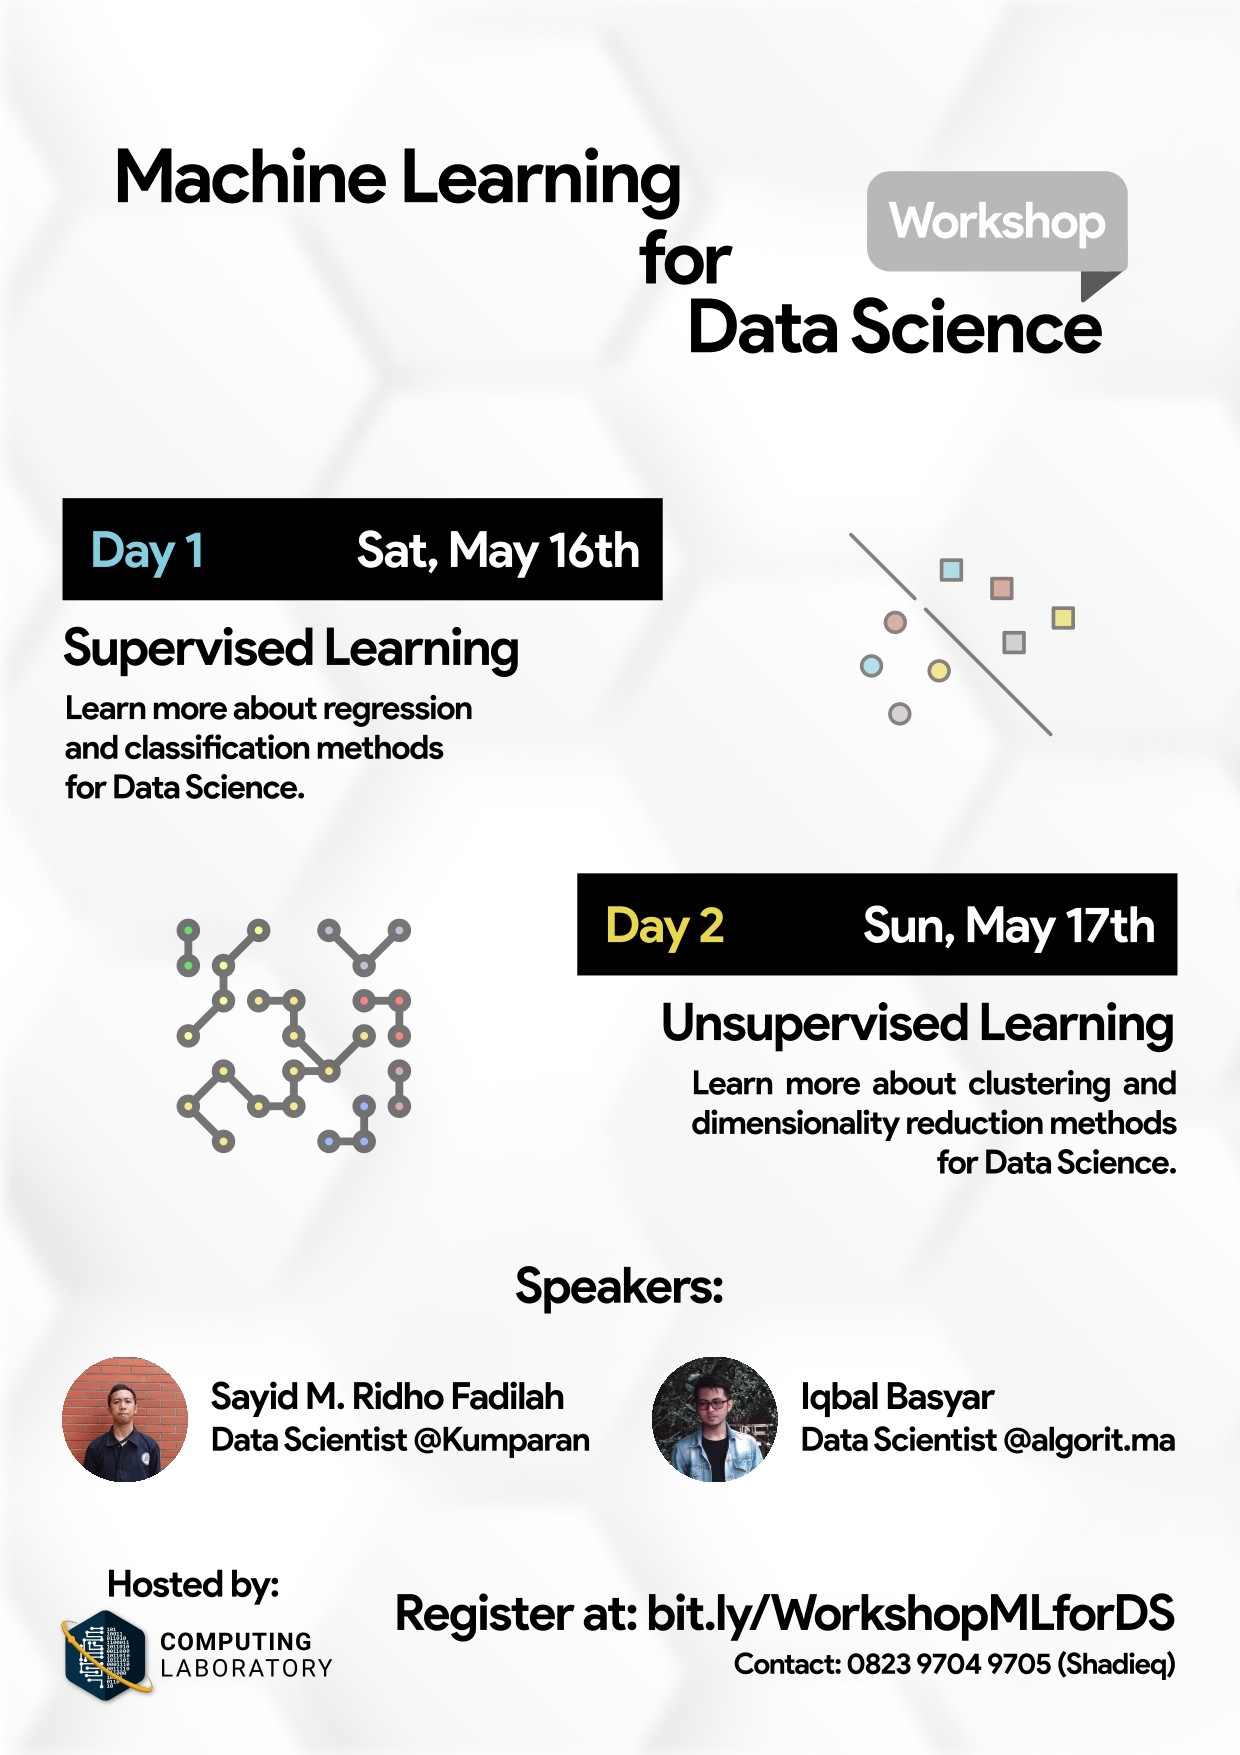 Machine Learning
for
Data Science
Workshop
Day 1 Sat, May 16th
Supervised Learning
Learn more about regression
and classification methods
for Data Science.
Day 2 Sun, May 17th
Unsupervised Learning
Learn more about clustering and
dimensionality reduction methods
for Data Science.
Speakers:
Sayid M. Ridho Fadilah
Data Scientist @Kumparan
Iqbal Basyar
Data Scientist @algorit.ma
Hosted by:
COMPUTING
LABORATORY
Register at: bit.ly/WorkshopMLforDS
Contact: 0823 9704 9705 (Shadieq)